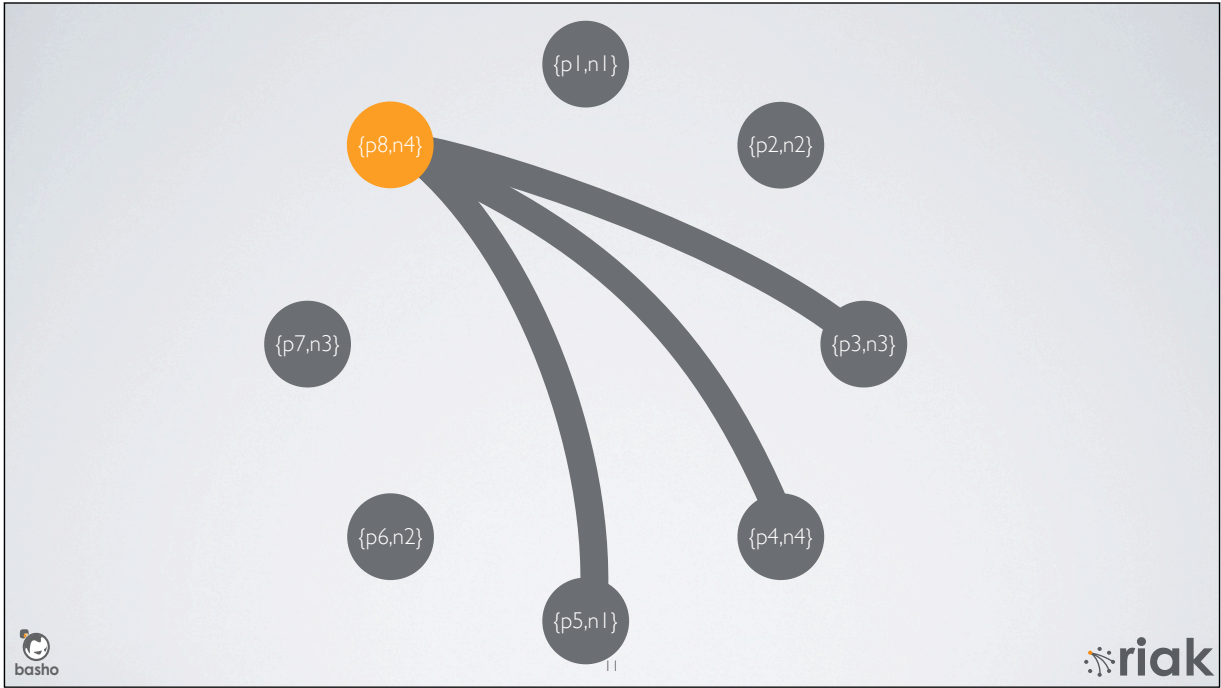 {p1,n1}
{p8,n4}
{p2,n2}
{p7,n3}
{p3,n3}
{p6,n2}
{p4,n4}
{p5,n1}
11
basho
riak